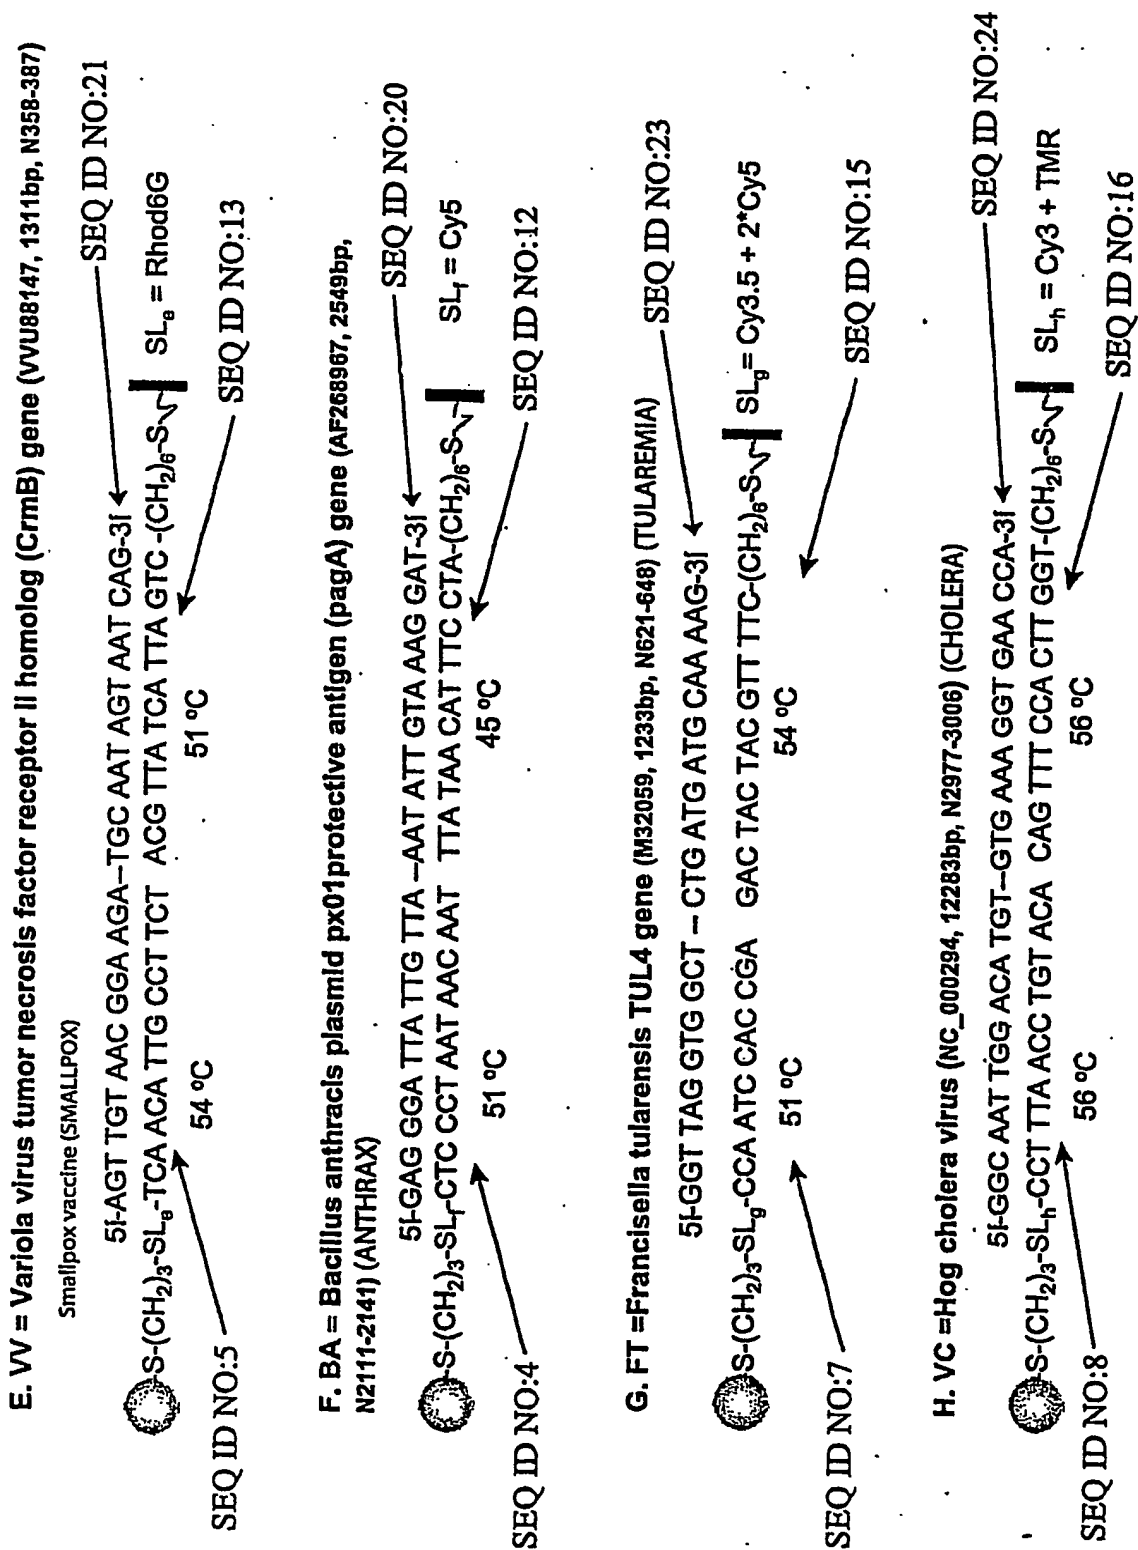 E. VV = Variola virus tumor necrosis factor receptor II homolog (CrmB) gene (VVU88147, 1311bp, N358-387)
Smallpox vaccine (SMALLPOX)
SEQ ID NO:21
5'-AGT TGT AAC GGA AGA--TGC AAT AGT AAT CAG-3'
-S-(CH2)3-SLe-TCA ACA TTG CCT TCT ACG TTA TCA TTA GTC -(CH2)6-S SLe = Rhod6G
54 ºC 51 ºC
SEQ ID NO:5 SEQ ID NO:13
F. BA = Bacillus anthracis plasmid px01protective antigen (pagA) gene (AF268967, 2549bp,
N2111-2141) (ANTHRAX)
SEQ ID NO:20
5'-GAG GGA TTA TTG TTA --AAT ATT GTA AAG GAT-3'
-S-(CH2)3-SLf-CTC CCT AAT AAC AAT TTA TAA CAT TTC CTA-(CH2)6-S SLf = Cy5
51 ºC 45 ºC
SEQ ID NO:4 SEQ ID NO:12
G. FT =Francisella tularensis TUL4 gene (M32059, 1233bp, N621-648) (TULAREMIA)
SEQ ID NO:23
5'-GGT TAG GTG GCT -- CTG ATG ATG CAA AAG-3'
S-(CH2)3-SLg-CCA ATC CAC CGA GAC TAC TAC GTT TTC-(CH2)6-S SLg = Cy3.5 + 2*Cy5
51 ºC 54 ºC
SEQ ID NO:7 SEQ ID NO:15
H. VC =Hog cholera virus (NC_000294, 12283bp, N2977-3006) (CHOLERA)
SEQ ID NO:24
5'-GGC AAT TGG ACA TGT--GTG AAA GGT GAA CCA-3'
-S-(CH2)3-SLh-CCT TTA ACC TGT ACA CAG TTT CCA CTT GGT-(CH2)6-S SLh = Cy3 + TMR
56 ºC 56 ºC
SEQ ID NO:8 SEQ ID NO:16